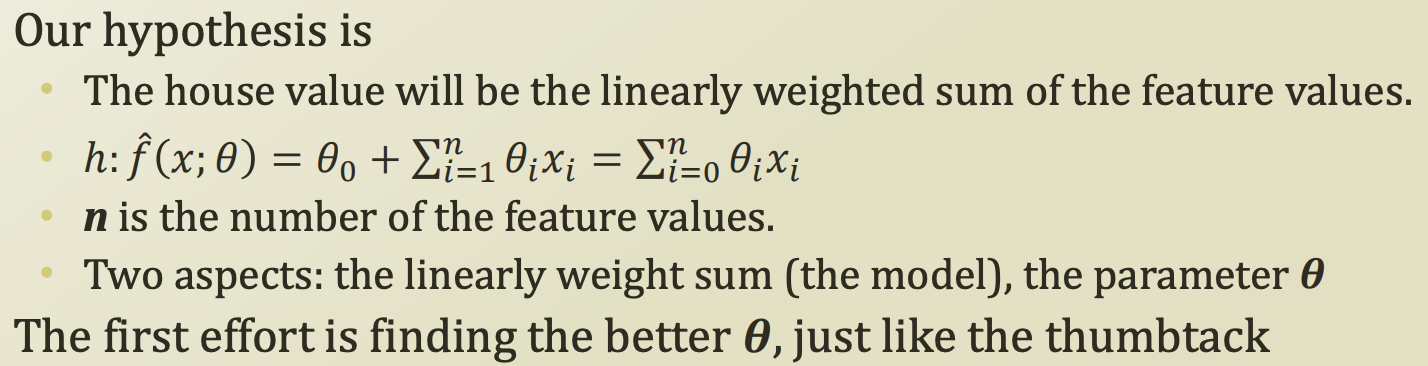 Our hypothesis is
• The house value will be the linearly weighted sum of the feature values.
• h: f̂(x; θ) = θ₀ + ∑ⁿᵢ₌₁ θᵢxᵢ = ∑ⁿᵢ₌₀ θᵢxᵢ
• n is the number of the feature values.
• Two aspects: the linearly weight sum (the model), the parameter θ
The first effort is finding the better θ, just like the thumbtack